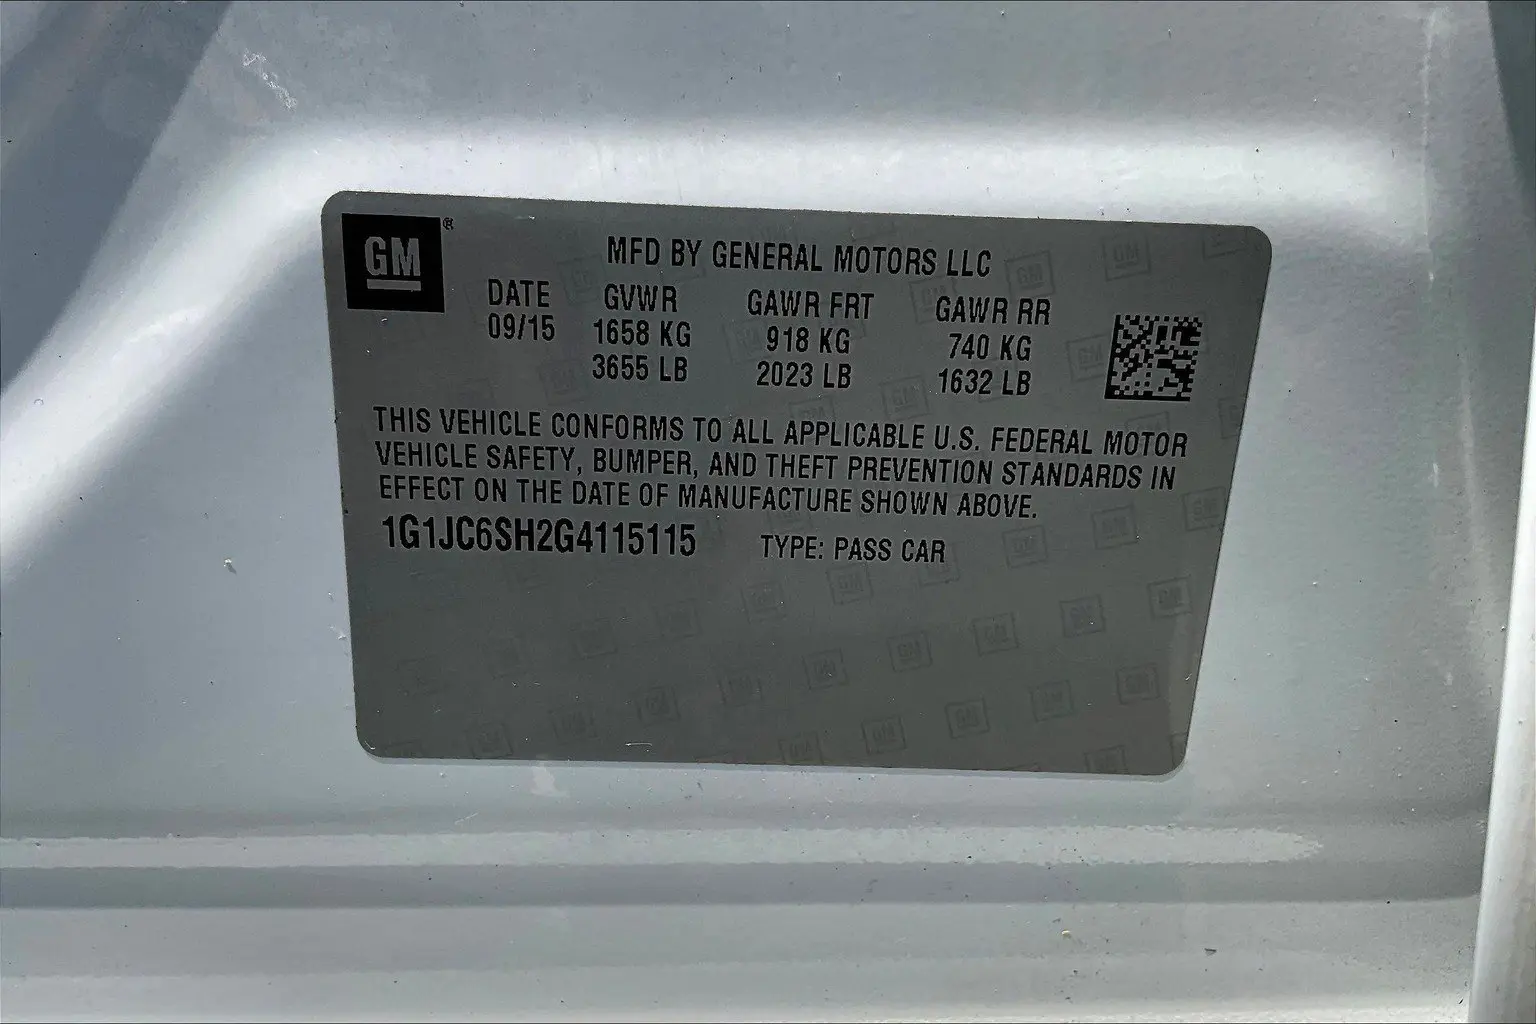 GM ®
MFD BY GENERAL MOTORS LLC
DATE GVWR GAWR FRT GAWR RR
09/15 1658 KG 918 KG 740 KG
3655 LB 2023 LB 1632 LB
THIS VEHICLE CONFORMS TO ALL APPLICABLE U.S. FEDERAL MOTOR
VEHICLE SAFETY, BUMPER, AND THEFT PREVENTION STANDARDS IN
EFFECT ON THE DATE OF MANUFACTURE SHOWN ABOVE.
1G1JC6SH2G4115115 TYPE: PASS CAR